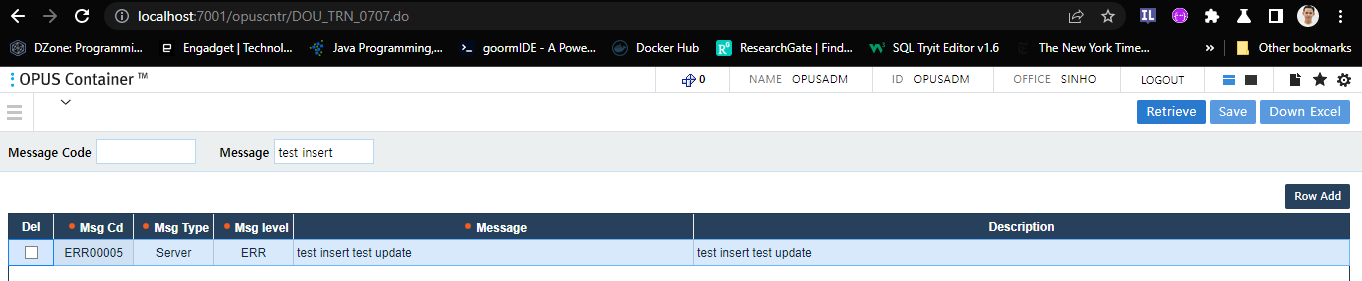 localhost:7001/opuscntr/DOU_TRN_0707.do
IL
DZone: Programmi... Engadget | Technol... Java Programming,... goormIDE - A Powe... Docker Hub R ResearchGate | Find... SQL Tryit Editor v1.6 The New York Time... » Other bookmarks
OPUS Container ™ 0 NAME OPUSADM ID OPUSADM OFFICE SINHO LOGOUT
Retrieve Save Down Excel
Message Code Message test insert
Row Add
Del Msg Cd Msg Type Msg level Message Description
ERR00005 Server ERR test insert test update test insert test update